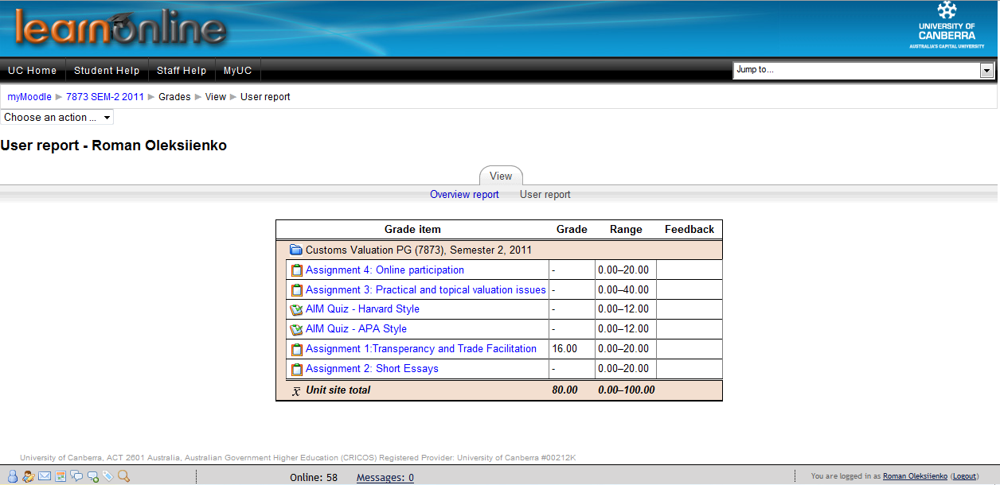 learnonline
UNIVERSITY OF
CANBERRA
AUSTRALIA'S CAPITAL UNIVERSITY
UC Home Student Help Staff Help MyUC Jump to...
myMoodle ► 7873 SEM-2 2011 ► Grades ► View ► User report
Choose an action ...
User report - Roman Oleksiienko
View
Overview report User report
Grade item Grade Range Feedback
Customs Valuation PG (7873), Semester 2, 2011
Assignment 4: Online participation - 0.00–20.00
Assignment 3: Practical and topical valuation issues - 0.00–40.00
AIM Quiz - Harvard Style - 0.00–12.00
AIM Quiz - APA Style - 0.00–12.00
Assignment 1:Transperancy and Trade Facilitation 16.00 0.00–20.00
Assignment 2: Short Essays - 0.00–20.00
x̅ Unit site total 80.00 0.00–100.00
University of Canberra, ACT 2601 Australia, Australian Government Higher Education (CRICOS) Registered Provider: University of Canberra #00212K
Online: 58 Messages: 0 You are logged in as Roman Oleksiienko (Logout)